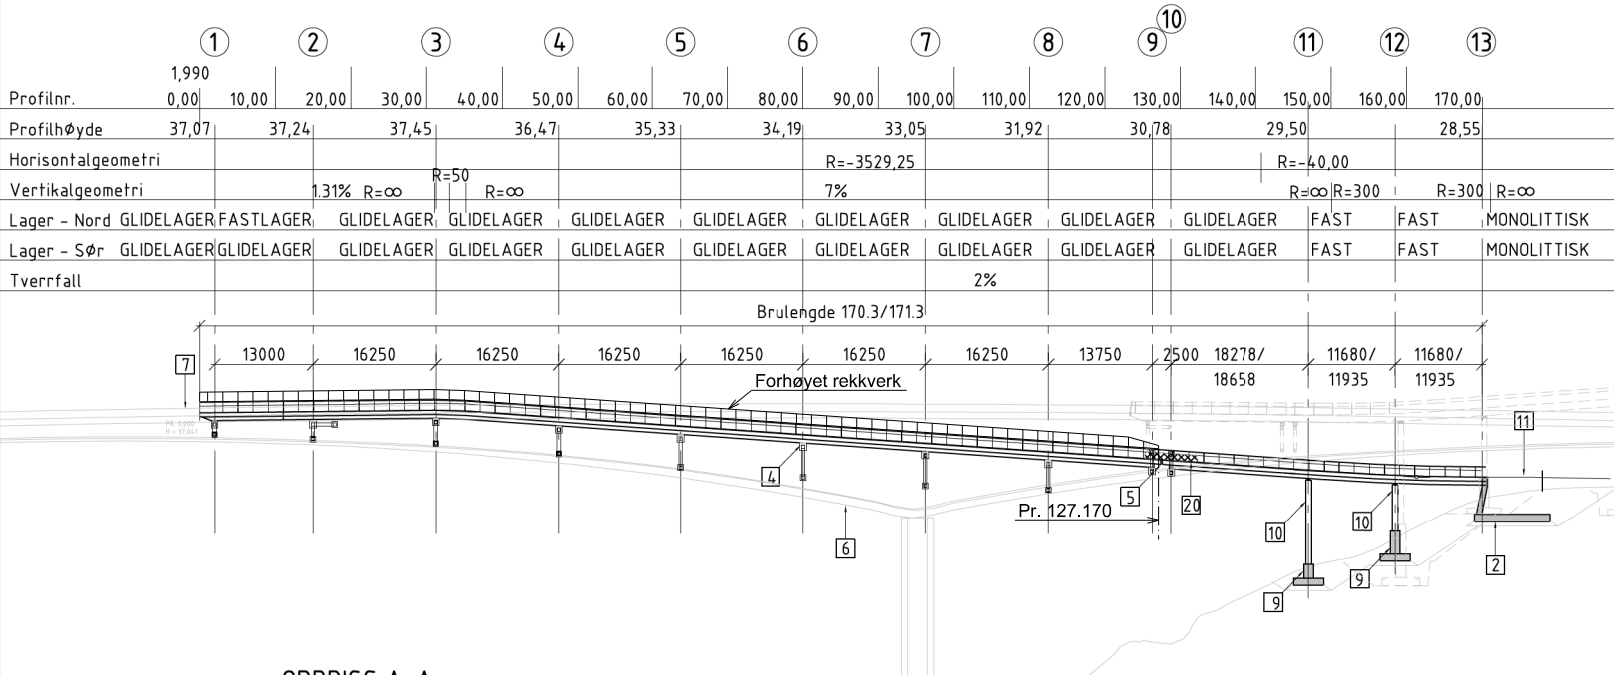 1 2 3 4 5 6 7 8 9 10 11 12 13
1,990
Profilnr. 0,00 10,00 20,00 30,00 40,00 50,00 60,00 70,00 80,00 90,00 100,00 110,00 120,00 130,00 140,00 150,00 160,00 170,00
Profilhøyde 37,07 37,24 37,45 36,47 35,33 34,19 33,05 31,92 30,78 29,50 28,55
Horisontalgeometri R=-3529,25 R=-40,00
R=50
Vertikalgeometri 1.31% R=∞ R=∞ 7% R=∞ R=300 R=300 R=∞
Lager - Nord GLIDELAGER FASTLAGER GLIDELAGER GLIDELAGER GLIDELAGER GLIDELAGER GLIDELAGER GLIDELAGER GLIDELAGER GLIDELAGER FAST FAST MONOLITTISK
Lager - Sør GLIDELAGER GLIDELAGER GLIDELAGER GLIDELAGER GLIDELAGER GLIDELAGER GLIDELAGER GLIDELAGER GLIDELAGER GLIDELAGER FAST FAST MONOLITTISK
Tverrfall 2%
Brulengde 170.3/171.3
13000 16250 16250 16250 16250 16250 16250 13750 2500 18278/ 11680/ 11680/
18658 11935 11935
7
Forhøyet rekkverk
11
PR. 0,000
H = 37,041
4
5
20
Pr. 127.170
10
10
6
9
2
9
OPPRISS A-A